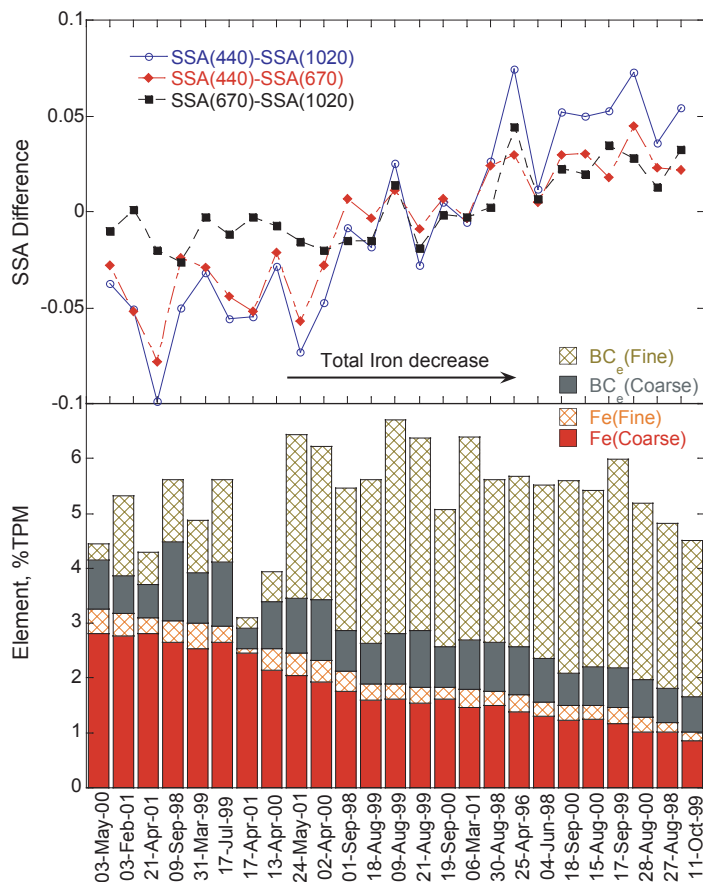 0.1
SSA(440)-SSA(1020)
SSA(440)-SSA(670)
SSA(670)-SSA(1020)
0.05
0
-0.05
-0.1
SSA Difference
Total Iron decrease
BCe(Fine)
BCe(Coarse)
Fe(Fine)
Fe(Coarse)
6
5
4
3
2
1
0
Element, %TPM
03-May-00
03-Feb-01
21-Apr-01
09-Sep-98
31-Mar-99
17-Jul-99
17-Apr-01
13-Apr-00
24-May-01
02-Apr-00
01-Sep-98
18-Aug-99
09-Aug-99
21-Aug-99
19-Sep-00
06-Mar-01
30-Aug-98
25-Apr-96
04-Jun-98
18-Sep-00
15-Aug-00
17-Sep-99
28-Aug-00
27-Aug-98
11-Oct-99